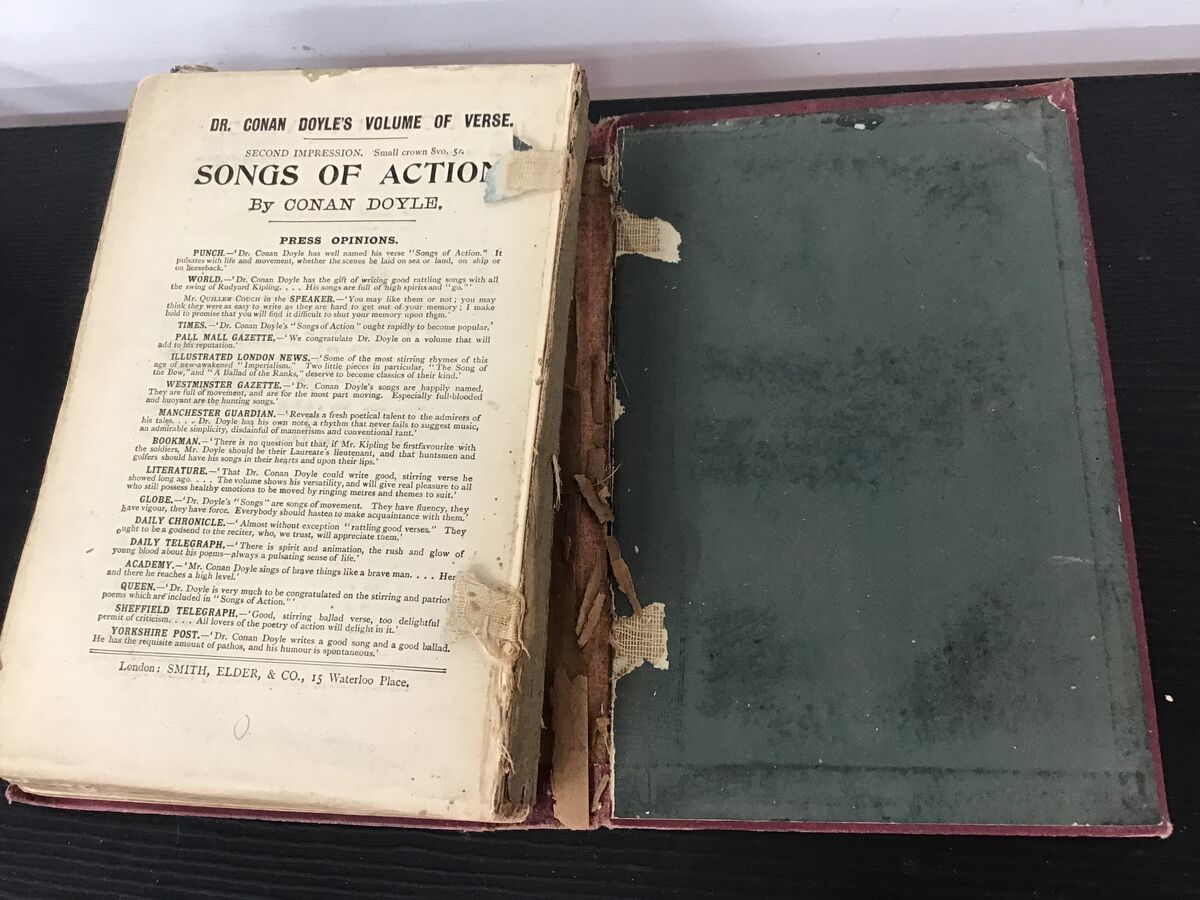 DR. CONAN DOYLE'S VOLUME OF VERSE.
SECOND IMPRESSION. Small crown 8vo.
SONGS OF ACTION
By CONAN DOYLE.
PRESS OPINIONS.
PUNCH.—'Dr. Conan Doyle has well named his verse "Songs of Action." It
pulsates with life and movement, whether the scenes be laid on sea or land, on ship or
on horseback.'
WORLD.—'Dr. Conan Doyle has the gift of writing good rattling songs with all
the swing of Rudyard Kipling. . . . His songs are full of high spirits and "go."'
Mr. QUILLER COUCH in the SPEAKER.—'You may like them or not; you may
think they were as easy to write as they are hard to get out of your memory; I make
bold to promise that you will find it difficult to shut your memory upon them.'
TIMES.—'Dr. Conan Doyle's "Songs of Action" ought rapidly to become popular.'
PALL MALL GAZETTE,—'We congratulate Dr. Doyle on a volume that will
add to his reputation.'
ILLUSTRATED LONDON NEWS.—'Some of the most stirring rhymes of this
age of new-awakened "Imperialism." Two little pieces in particular, "The Song of
the Bow," and "A Ballad of the Ranks," deserve to become classics of their kind.'
WESTMINSTER GAZETTE.—'Dr. Conan Doyle's songs are happily named.
They are full of movement, and are for the most part moving. Especially full-blooded
and buoyant are the hunting songs.'
MANCHESTER GUARDIAN.—'Reveals a fresh poetical talent to the admirers of
his tales. . . . Dr. Doyle has his own note, a rhythm that never fails to suggest music,
an admirable simplicity, disdainful of mannerisms and conventional rant.'
BOOKMAN.—'There is no question but that, if Mr. Kipling be first favourite with
the soldiers, Mr. Doyle should be their Laureate's lieutenant, and that huntsmen and
golfers should have his songs in their hearts and upon their lips.'
LITERATURE.—'That Dr. Conan Doyle could write good, stirring verse he
showed long ago. . . . The volume shows his versatility, and will give real pleasure to all
who still possess healthy emotions to be moved by ringing metres and themes to suit.'
GLOBE.—'Dr. Doyle's "Songs" are songs of movement. They have fluency, they
have vigour, they have force. Everybody should hasten to make acquaintance with them.'
DAILY CHRONICLE.—'Almost without exception "rattling good verses." They
ought to be a godsend to the reciter, who, we trust, will appreciate them.'
DAILY TELEGRAPH.—'There is spirit and animation, the rush and glow of
young blood about his poems—always a pulsating sense of life.'
ACADEMY.—'Mr. Conan Doyle sings of brave things like a brave man. . . . Her
and there he reaches a high level.'
QUEEN.—'Dr. Doyle is very much to be congratulated on the stirring and patrio
poems which are included in "Songs of Action."'
SHEFFIELD TELEGRAPH.—'Good, stirring ballad verse, too delightful
permit of criticism. . . . All lovers of the poetry of action will delight in it.'
YORKSHIRE POST.—'Dr. Conan Doyle writes a good song and a good ballad.
He has the requisite amount of pathos, and his humour is spontaneous.'
London: SMITH, ELDER, & CO., 15 Waterloo Place.